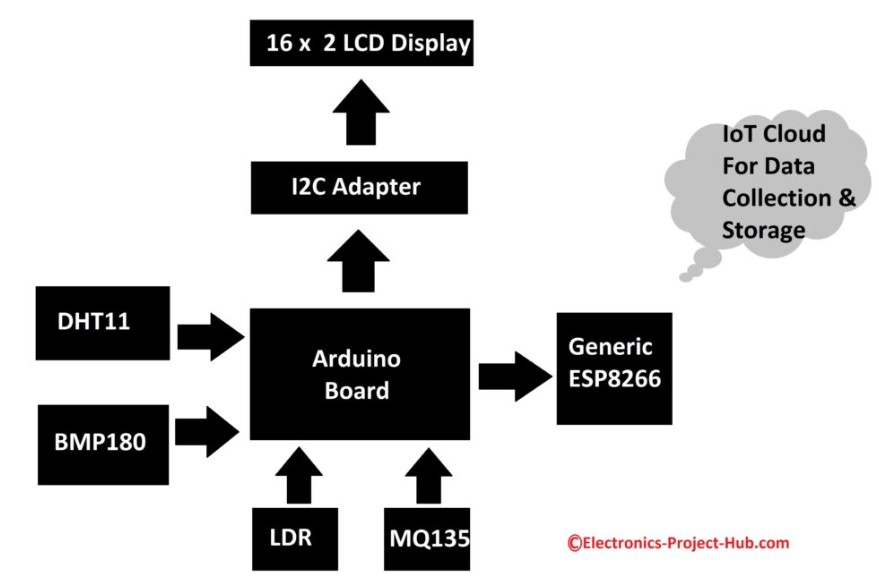 16 x 2 LCD Display
I2C Adapter
IoT Cloud
For Data
Collection &
Storage
DHT11
Arduino
Board
Generic
ESP8266
BMP180
LDR
MQ135
©Electronics-Project-Hub.com